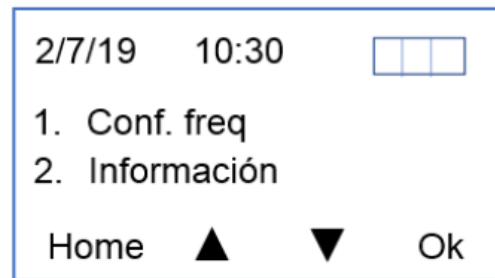 2/7/19 10:30
1. Conf. freq
2. Información
Home ▲ ▼ Ok